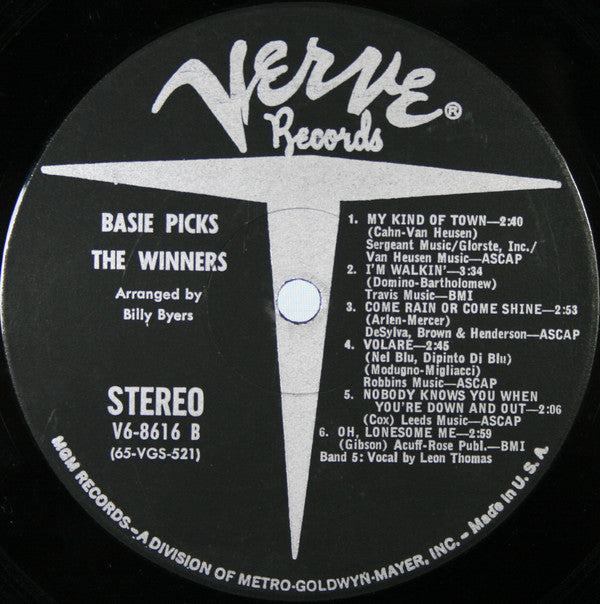 Verve ®
Records
BASIE PICKS
THE WINNERS
Arranged by
Billy Byers
STEREO
V6-8616 B
(65-VGS-521)
1. MY KIND OF TOWN—2:40
(Cahn-Van Heusen)
Sergeant Music/Glorste, Inc./
Van Heusen Music—ASCAP
2. I'M WALKIN'—3:34
(Domino-Bartholomew)
Travis Music—BMI
3. COME RAIN OR COME SHINE—2:53
(Arlen-Mercer)
DeSylva, Brown & Henderson—ASCAP
4. VOLARE—2:45
(Nel Blu, Dipinto Di Blu)
(Modugno-Migliacci)
Robbins Music—ASCAP
5. NOBODY KNOWS YOU WHEN
YOU'RE DOWN AND OUT—2:06
(Cox) Leeds Music—ASCAP
6. OH, LONESOME ME—2:59
(Gibson) Acuff-Rose Publ.—BMI
Band 5: Vocal by Leon Thomas
MGM RECORDS—A DIVISION OF METRO-GOLDWYN-MAYER, INC.—Made in U.S.A.